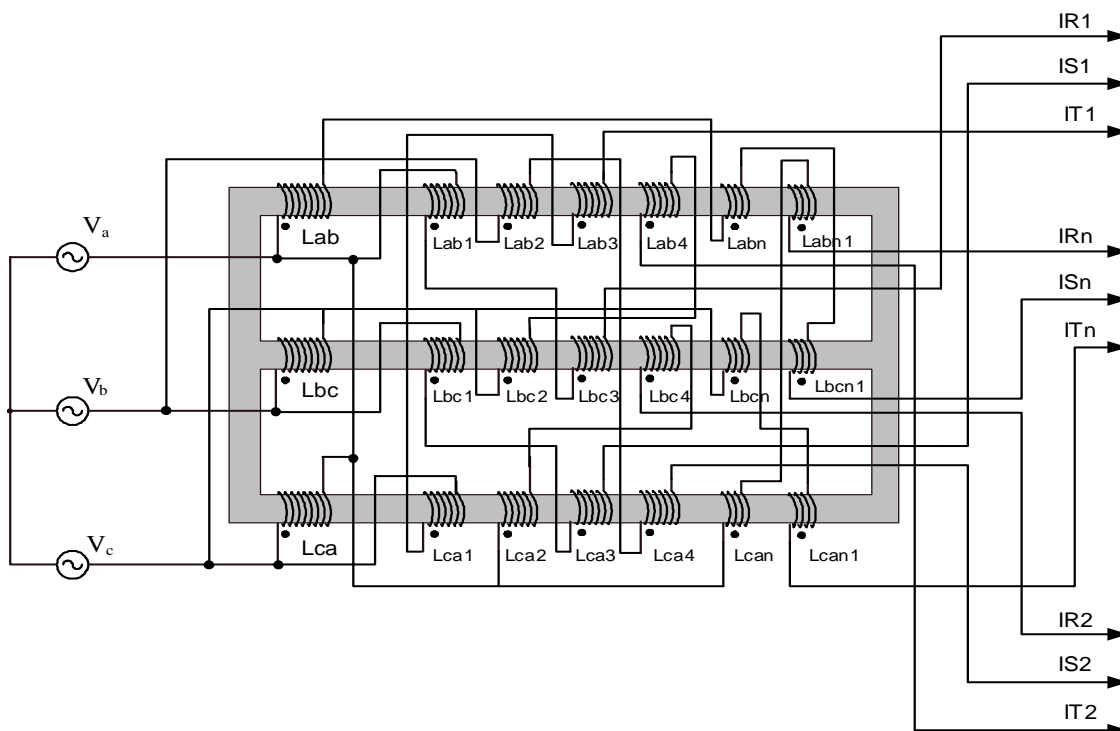 IR1
IS1
IT1
Va
Lab
Lab1
Lab2
Lab3
Lab4
Labn
Labn1
IRn
ISn
ITn
Vb
Lbc
Lbc1
Lbc2
Lbc3
Lbc4
Lbcn
Lbcn1
Vc
Lca
Lca1
Lca2
Lca3
Lca4
Lcan
Lcan1
IR2
IS2
IT2